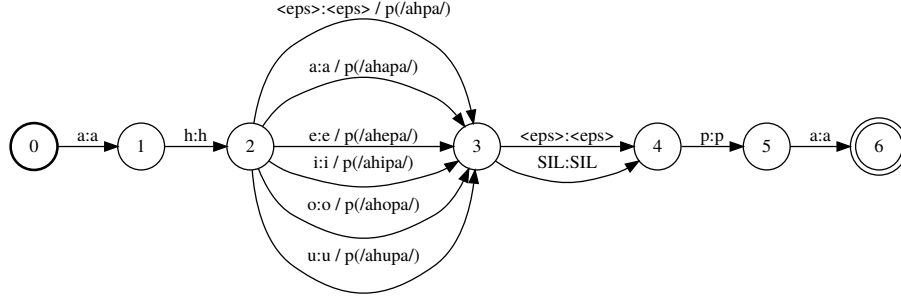 <eps>:<eps> / p(/ahpa/)
a:a / p(/ahapa/)
0 a:a 1 h:h 2 e:e / p(/ahepa/) 3 <eps>:<eps> 4 p:p 5 a:a 6
i:i / p(/ahipa/) SIL:SIL
o:o / p(/ahopa/)
u:u / p(/ahupa/)